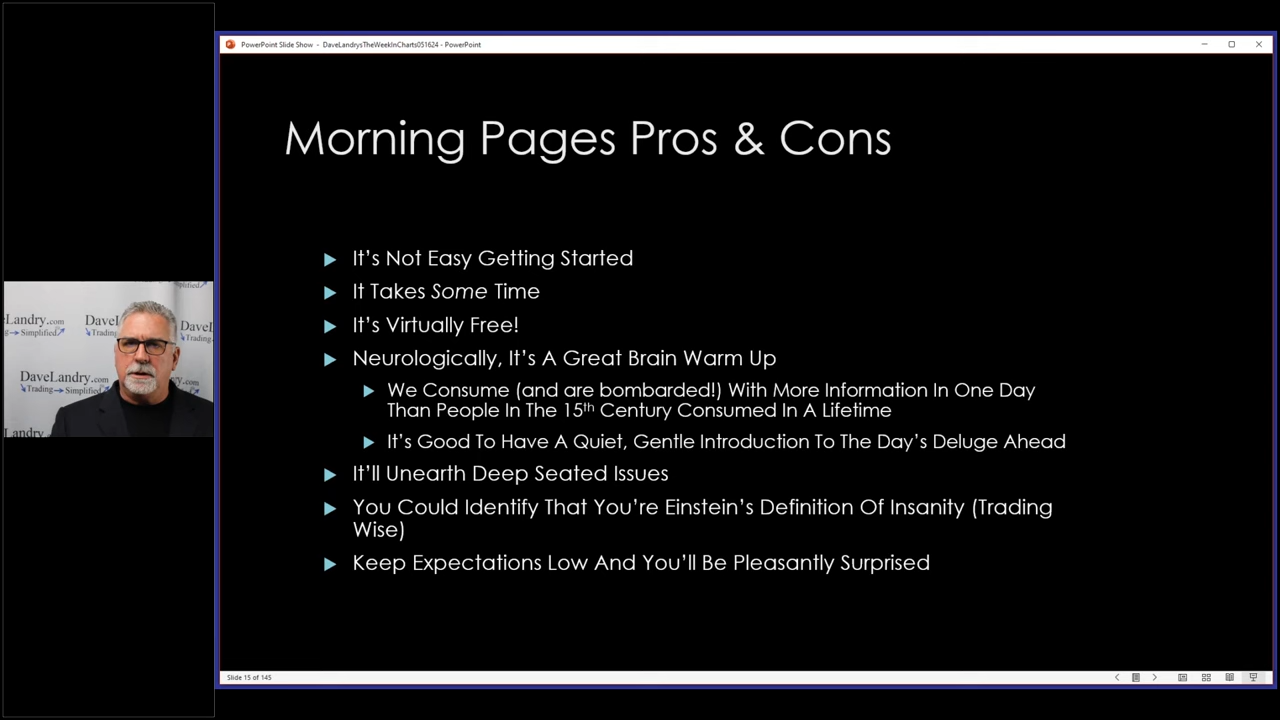 PowerPoint Slide Show - DaveLandrysTheWeekInCharts051624 - PowerPoint
Morning Pages Pros & Cons
It's Not Easy Getting Started
It Takes Some Time
It's Virtually Free!
Neurologically, It's A Great Brain Warm Up
We Consume (and are bombarded!) With More Information In One Day
Than People In The 15th Century Consumed In A Lifetime
It's Good To Have A Quiet, Gentle Introduction To The Day's Deluge Ahead
It'll Unearth Deep Seated Issues
You Could Identify That You're Einstein's Definition Of Insanity (Trading
Wise)
Keep Expectations Low And You'll Be Pleasantly Surprised
Slide 15 of 145
Landry.com
DaveLandry.com
Trading Simplified